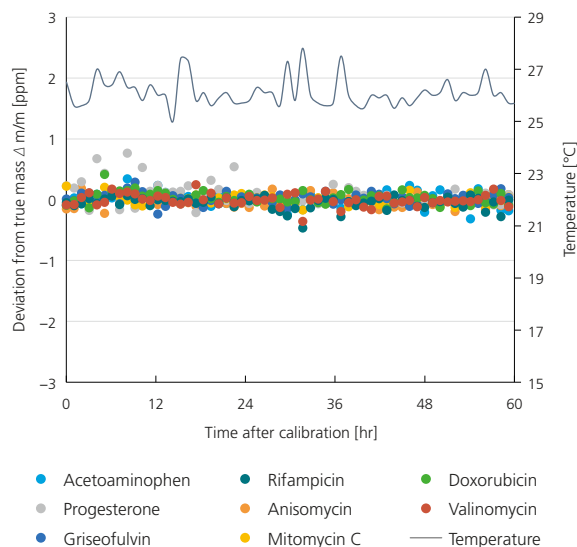 3
2
1
0
−1
−2
−3
Deviation from true mass Δ m/m [ppm]
29
27
25
23
21
19
17
15
Temperature [°C]
0
12
24
36
48
60
Time after calibration [hr]
Acetoaminophen
Rifampicin
Doxorubicin
Progesterone
Anisomycin
Valinomycin
Griseofulvin
Mitomycin C
Temperature